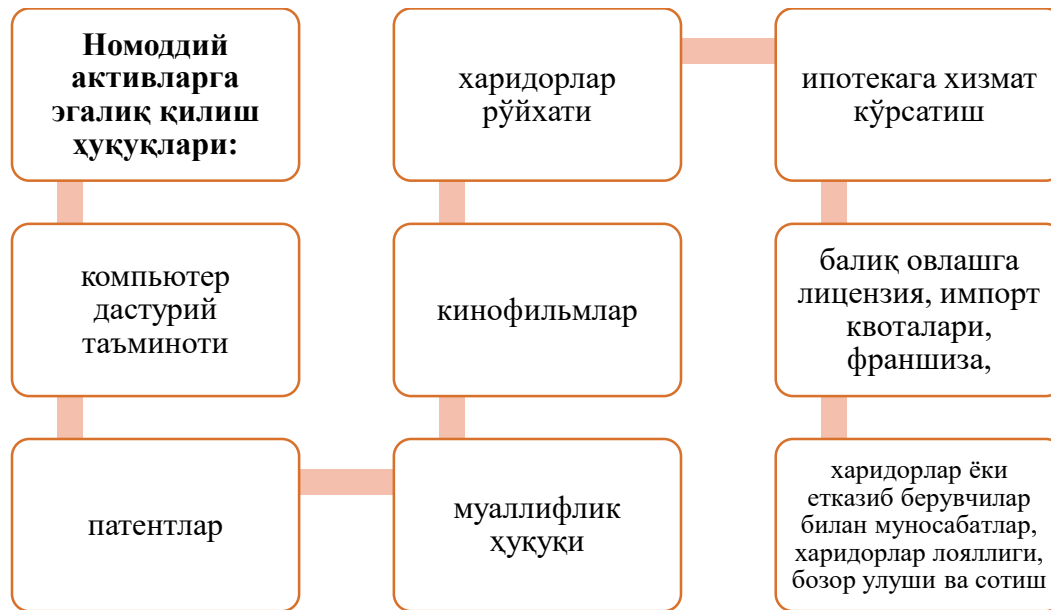 Номоддий
активларга
эгалиқ қилиш
ҳуқуқлари:
компьютер
дастурий
таъминоти
патентлар
муаллифлик
ҳуқуқи
кинофильмлар
харидорлар
рўйхати
ипотекага хизмат
кўрсатиш
балиқ овлашга
лицензия, импорт
квоталари,
франшиза,
харидорлар ёки
етказиб берувчилар
билан муносабатлар,
харидорлар лояллиги,
бозор улуши ва сотиш